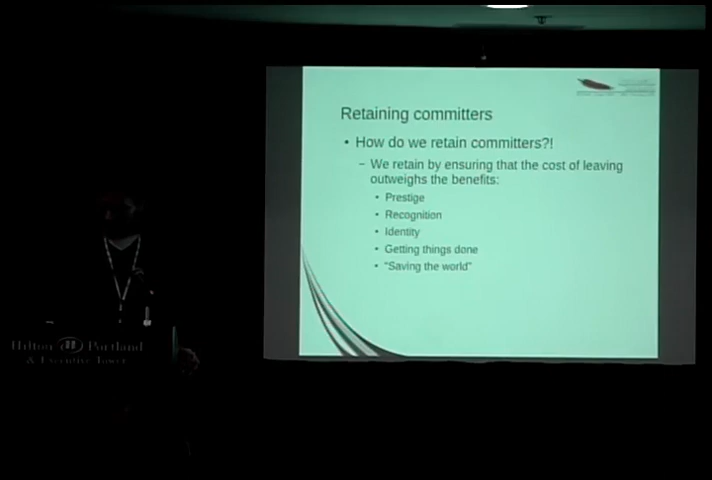 Retaining committers
• How do we retain committers?!
– We retain by ensuring that the cost of leaving
outweighs the benefits:
• Prestige
• Recognition
• Identity
• Getting things done
• "Saving the world"
Hilton Portland
& Executive Tower